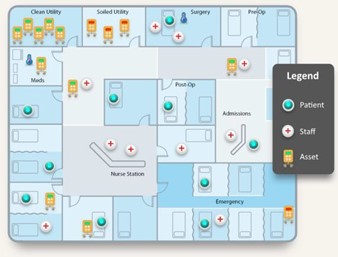 Clean Utility
Soiled Utility
Surgery
Pre-Op
Meds
Legend
Post-Op
Patient
Admissions
Staff
Asset
Nurse Station
Emergency